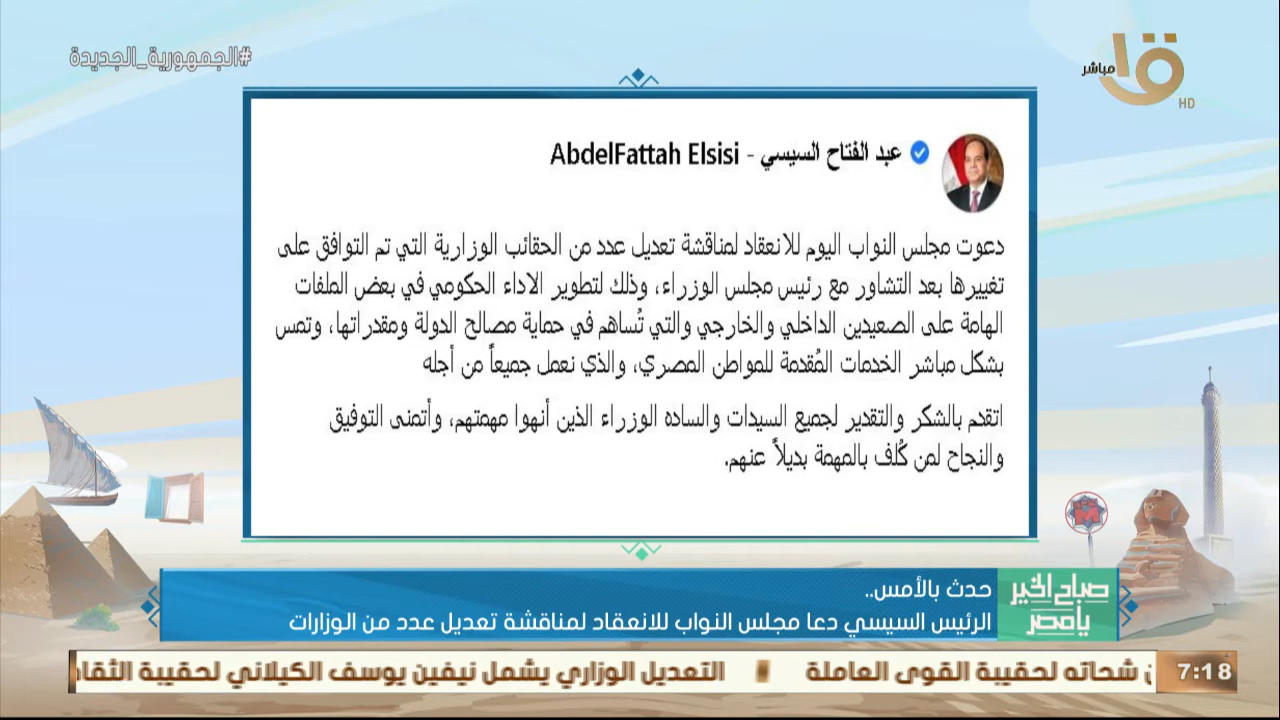 #الجمهورية_الجديدة
مباشر
HD
عبد الفتاح السيسي - AbdelFattah Elsisi
دعوت مجلس النواب اليوم للانعقاد لمناقشة تعديل عدد من الحقائب الوزارية التي تم التوافق على
تغييرها بعد التشاور مع رئيس مجلس الوزراء، وذلك لتطوير الاداء الحكومي في بعض الملفات
الهامة على الصعيدين الداخلي والخارجي والتي تُساهم في حماية مصالح الدولة ومقدراتها، وتمس
بشكل مباشر الخدمات المُقدمة للمواطن المصري، والذي نعمل جميعاً من أجله
اتقدم بالشكر والتقدير لجميع السيدات والساده الوزراء الذين أنهوا مهمتهم، وأتمنى التوفيق
والنجاح لمن كُلف بالمهمة بديلاً عنهم.
صباح الخير
يا مصر
حدث بالأمس..
الرئيس السيسي دعا مجلس النواب للانعقاد لمناقشة تعديل عدد من الوزارات
7:18
شحاته لحقيبة القوى العاملة
التعديل الوزاري يشمل نيفين يوسف الكيلاني لحقيبة